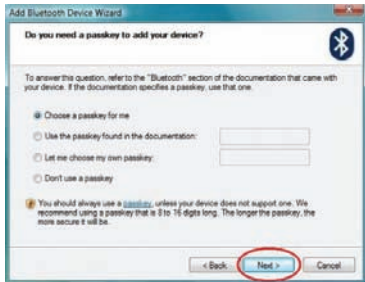 Add Bluetooth Device Wizard
Do you need a passkey to add your device?
To answer this question, refer to the "Bluetooth" section of the documentation that came with
your device. If the documentation specifies a passkey, use that one.
Choose a passkey for me
Use the passkey found in the documentation:
Let me choose my own passkey:
Don't use a passkey
You should always use a passkey, unless your device does not support one. We
recommend using a passkey that is 8 to 16 digits long. The longer the passkey, the
more secure it will be.
< Back Next > Cancel